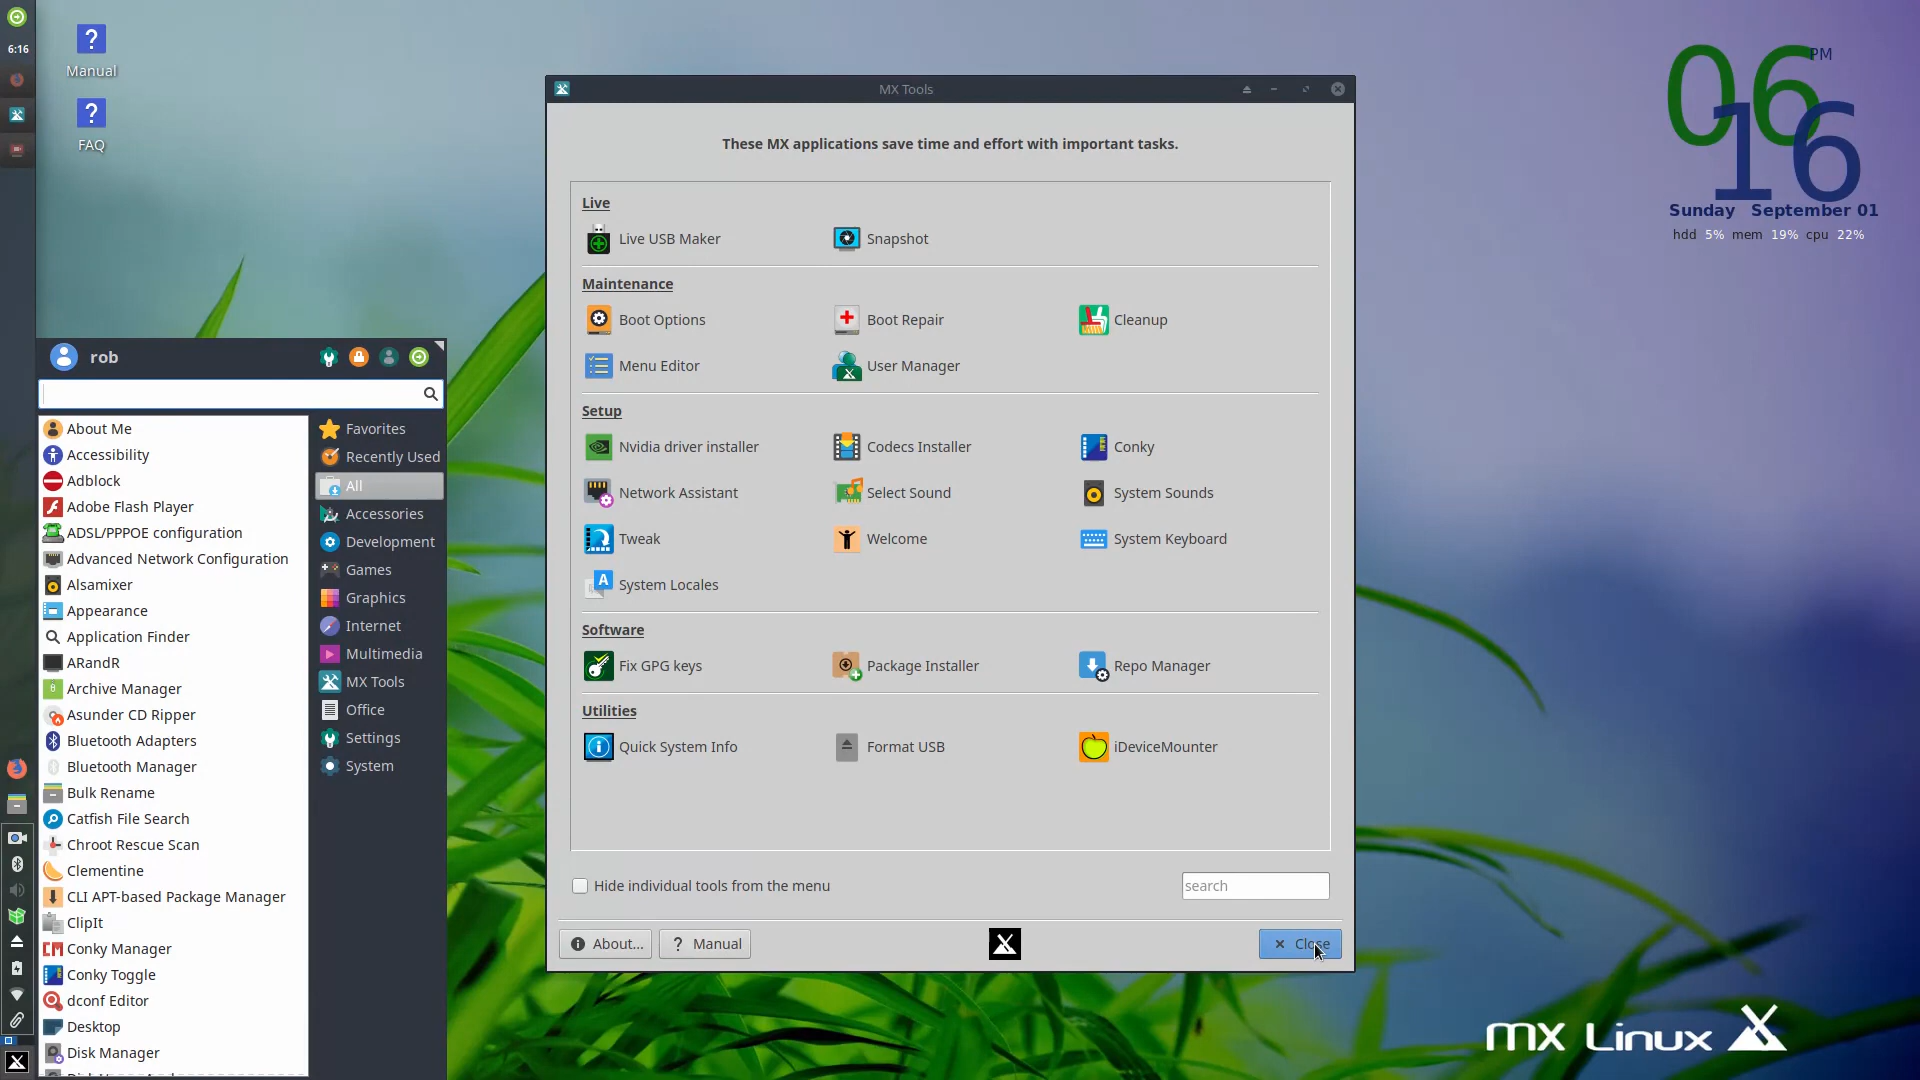 6:16
Manual
FAQ
rob
About Me
Accessibility
Adblock
Adobe Flash Player
ADSL/PPPOE configuration
Advanced Network Configuration
Alsamixer
Appearance
Application Finder
ARandR
Archive Manager
Asunder CD Ripper
Bluetooth Adapters
Bluetooth Manager
Bulk Rename
Catfish File Search
Chroot Rescue Scan
Clementine
CLI APT-based Package Manager
ClipIt
Conky Manager
Conky Toggle
dconf Editor
Desktop
Disk Manager
Favorites
Recently Used
All
Accessories
Development
Games
Graphics
Internet
Multimedia
MX Tools
Office
Settings
System
MX Tools
These MX applications save time and effort with important tasks.
Live
Live USB Maker Snapshot
Maintenance
Boot Options Boot Repair Cleanup
Menu Editor User Manager
Setup
Nvidia driver installer Codecs Installer Conky
Network Assistant Select Sound System Sounds
Tweak Welcome System Keyboard
System Locales
Software
Fix GPG keys Package Installer Repo Manager
Utilities
Quick System Info Format USB iDeviceMounter
Hide individual tools from the menu search
About... Manual Close
06 PM
16
Sunday September 01
hdd 5% mem 19% cpu 22%
MX Linux